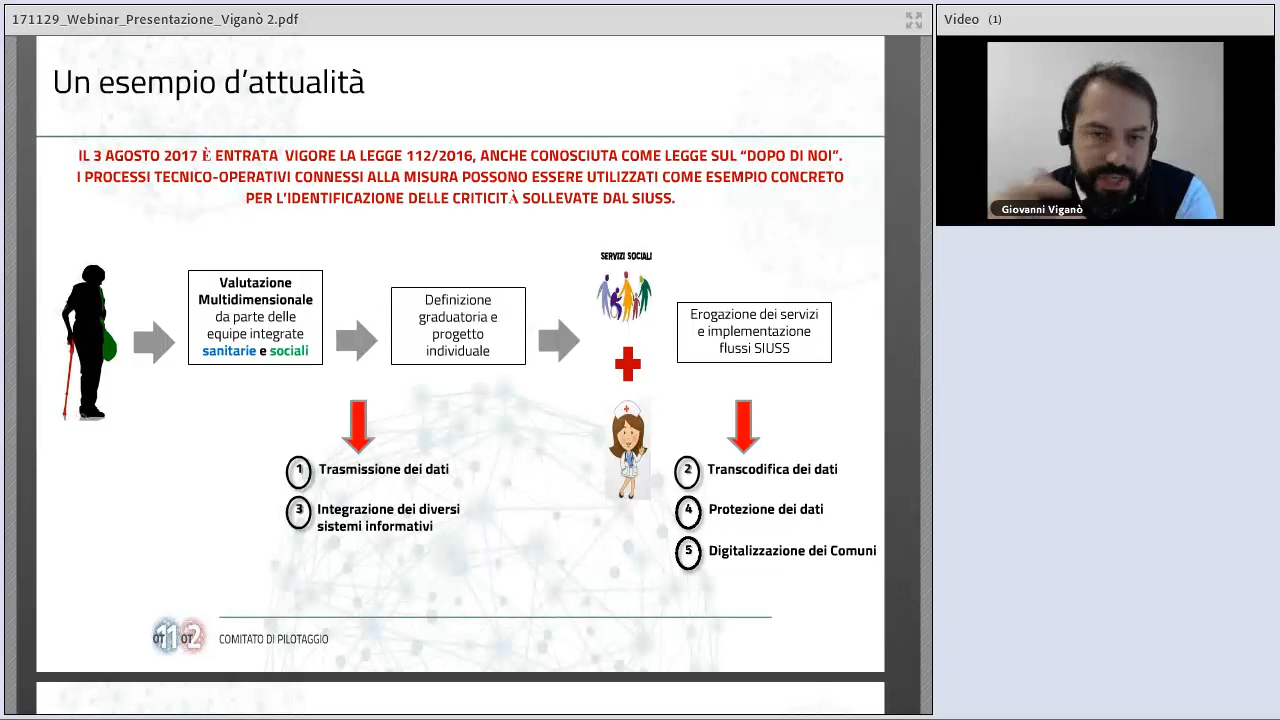 171129_Webinar_Presentazione_Viganò 2.pdf
Video (1)
Giovanni Viganò
Un esempio d'attualità
IL 3 AGOSTO 2017 È ENTRATA VIGORE LA LEGGE 112/2016, ANCHE CONOSCIUTA COME LEGGE SUL “DOPO DI NOI”.
I PROCESSI TECNICO-OPERATIVI CONNESSI ALLA MISURA POSSONO ESSERE UTILIZZATI COME ESEMPIO CONCRETO
PER L'IDENTIFICAZIONE DELLE CRITICITÀ SOLLEVATE DAL SIUSS.
Valutazione
Multidimensionale
da parte delle
equipe integrate
sanitarie e sociali
Definizione
graduatoria e
progetto
individuale
SERVIZI SOCIALI
Erogazione dei servizi
e implementazione
flussi SIUSS
1 Trasmissione dei dati
3 Integrazione dei diversi
sistemi informativi
2 Transcodifica dei dati
4 Protezione dei dati
5 Digitalizzazione dei Comuni
OT11 OT2
COMITATO DI PILOTAGGIO